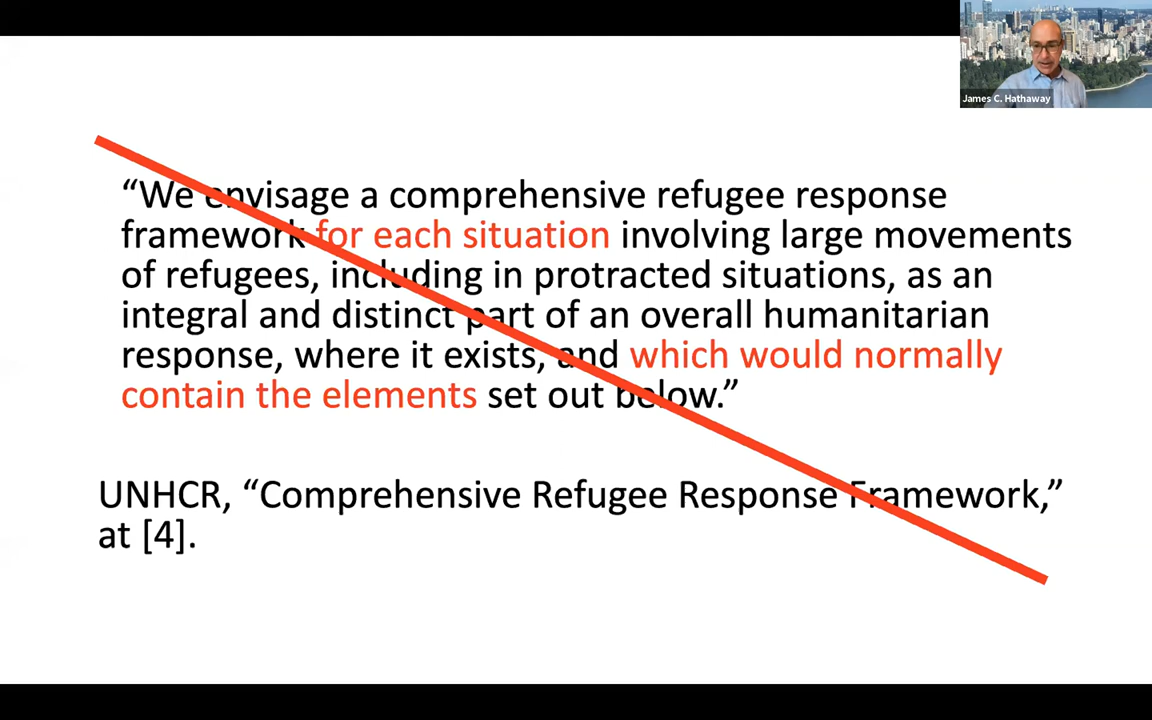 James C. Hathaway
“We envisage a comprehensive refugee response
framework for each situation involving large movements
of refugees, including in protracted situations, as an
integral and distinct part of an overall humanitarian
response, where it exists, and which would normally
contain the elements set out below.”
UNHCR, “Comprehensive Refugee Response Framework,”
at [4].